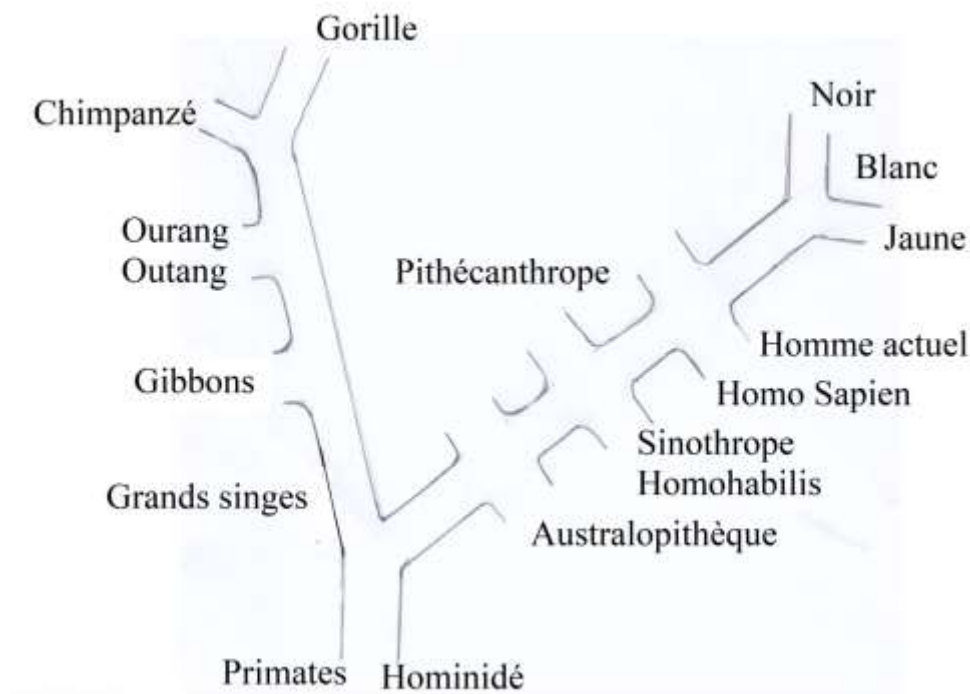 Gorille
Chimpanzé
Noir
Blanc
Ourang
Outang
Jaune
Pithécanthrope
Homme actuel
Gibbons
Homo Sapien
Sinothrope
Homohabilis
Grands singes
Australopithèque
Primates
Hominidé